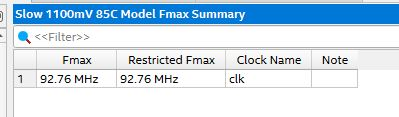 Slow 1100mV 85C Model Fmax Summary
<<Filter>>
Fmax Restricted Fmax Clock Name Note
1 92.76 MHz 92.76 MHz clk